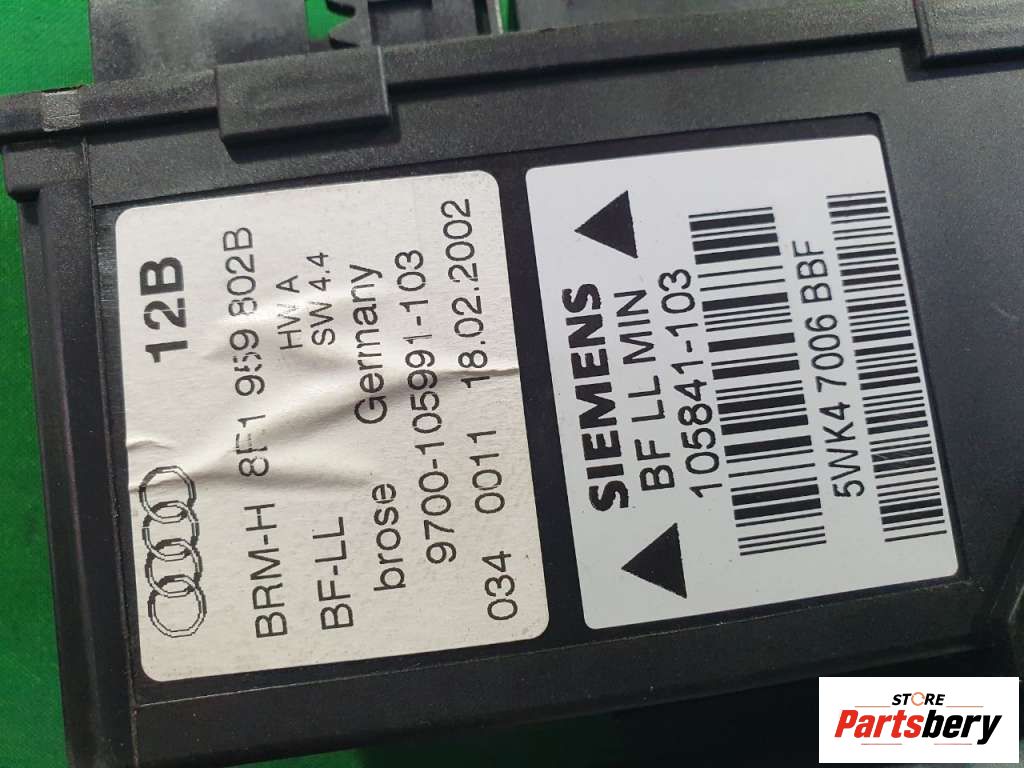 12B
BRM-H 8F1 959 802B
HW A
BF-LL SW 4.4
brose Germany
9700-105991-103
034 0011 18.02.2002
SIEMENS
BF LL MIN
105841-103
5WK4 7006 BBF
STORE
Partsbery